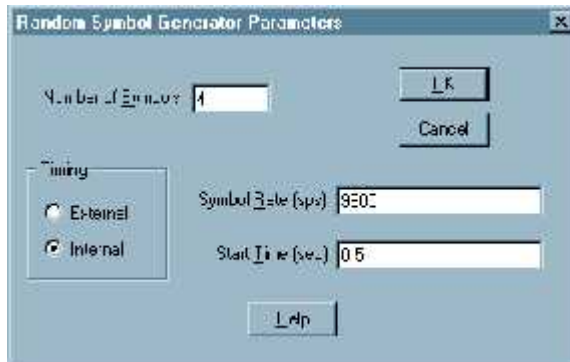 Random Symbol Generator Parameters
Number of Symbols 4
OK
Cancel
Timing
External
Internal
Symbol Rate (sps)
Start Time (sec) 0.5
Help